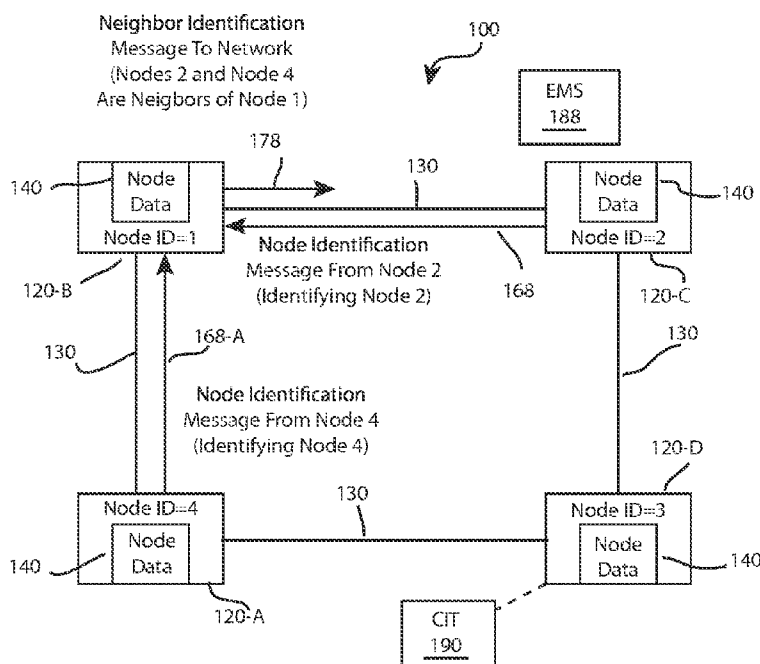 Neighbor Identification
Message To Network
(Nodes 2 and Node 4
Are Neigbors of Node 1)
100
EMS
188
178
140
Node
Data
Node ID=1
130
Node
Data
140
Node ID=2
Node Identification
Message From Node 2
(Identifying Node 2)
168
120-B
120-C
130
168-A
130
Node Identification
Message From Node 4
(Identifying Node 4)
120-D
Node ID=4
130
Node ID=3
140
Node
Data
Node
Data
140
120-A
CIT
190